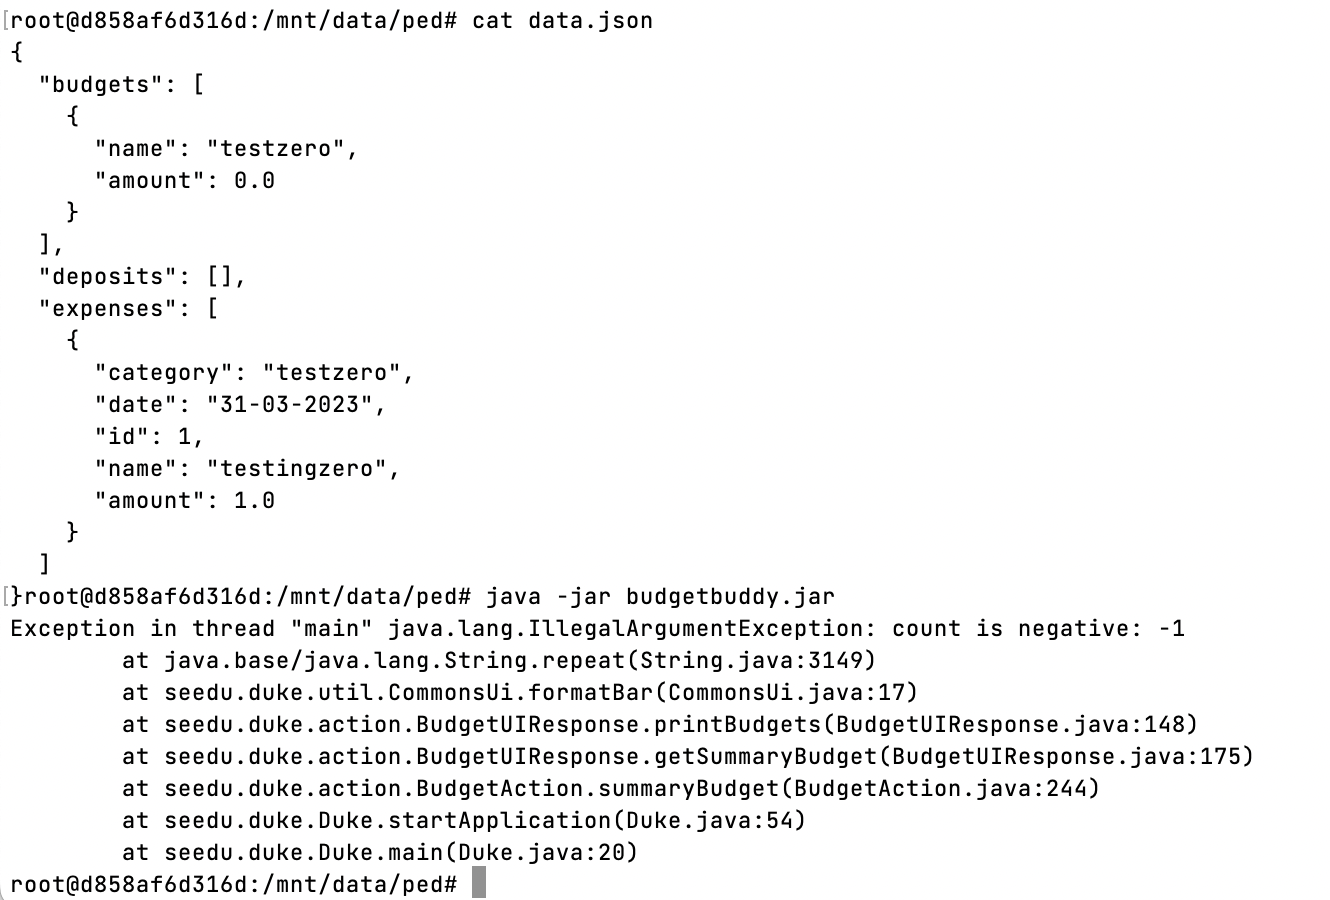 [root@d858af6d316d:/mnt/data/ped# cat data.json
{
  "budgets": [
    {
      "name": "testzero",
      "amount": 0.0
    }
  ],
  "deposits": [],
  "expenses": [
    {
      "category": "testzero",
      "date": "31-03-2023",
      "id": 1,
      "name": "testingzero",
      "amount": 1.0
    }
  ]
[}root@d858af6d316d:/mnt/data/ped# java -jar budgetbuddy.jar
Exception in thread "main" java.lang.IllegalArgumentException: count is negative: -1
        at java.base/java.lang.String.repeat(String.java:3149)
        at seedu.duke.util.CommonsUi.formatBar(CommonsUi.java:17)
        at seedu.duke.action.BudgetUIResponse.printBudgets(BudgetUIResponse.java:148)
        at seedu.duke.action.BudgetUIResponse.getSummaryBudget(BudgetUIResponse.java:175)
        at seedu.duke.action.BudgetAction.summaryBudget(BudgetAction.java:244)
        at seedu.duke.Duke.startApplication(Duke.java:54)
        at seedu.duke.Duke.main(Duke.java:20)
root@d858af6d316d:/mnt/data/ped#